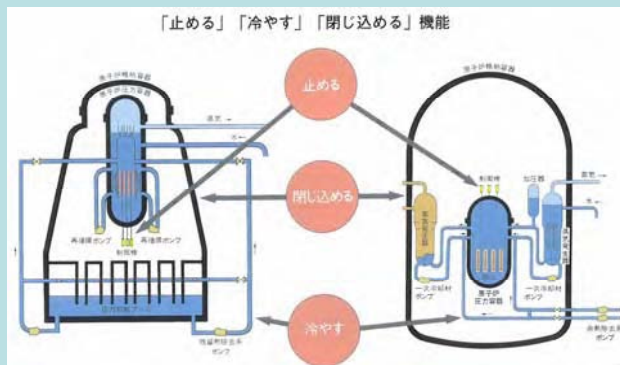 「止める」「冷やす」「閉じ込める」機能
原子炉格納容器
原子炉圧力容器
蒸気
水
再循環ポンプ
再循環ポンプ
制御棒
圧力抑制プール
残留熱除去系
ポンプ
止める
閉じ込める
冷やす
原子炉格納容器
制御棒
加圧器
蒸気
水
蒸気発生器
蒸気発生器
一次冷却材
ポンプ
原子炉
圧力容器
一次冷却材
ポンプ
余熱除去系
ポンプ